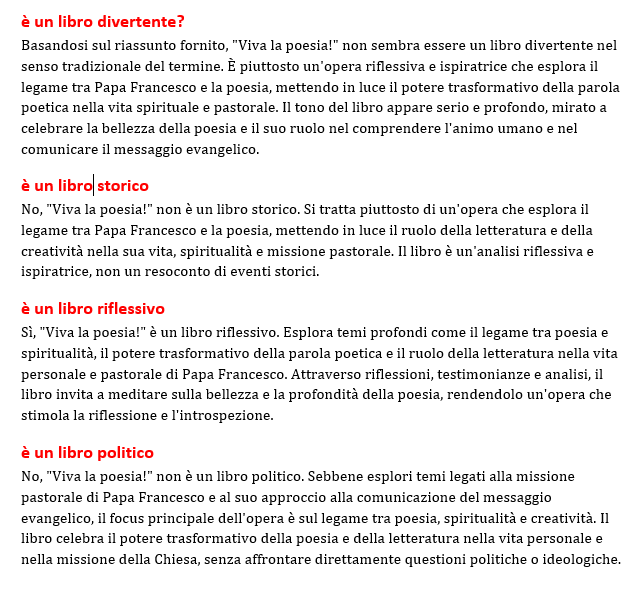 è un libro divertente?
Basandosi sul riassunto fornito, "Viva la poesia!" non sembra essere un libro divertente nel
senso tradizionale del termine. È piuttosto un'opera riflessiva e ispiratrice che esplora il
legame tra Papa Francesco e la poesia, mettendo in luce il potere trasformativo della parola
poetica nella vita spirituale e pastorale. Il tono del libro appare serio e profondo, mirato a
celebrare la bellezza della poesia e il suo ruolo nel comprendere l'animo umano e nel
comunicare il messaggio evangelico.
è un libro storico
No, "Viva la poesia!" non è un libro storico. Si tratta piuttosto di un'opera che esplora il
legame tra Papa Francesco e la poesia, mettendo in luce il ruolo della letteratura e della
creatività nella sua vita, spiritualità e missione pastorale. Il libro è un'analisi riflessiva e
ispiratrice, non un resoconto di eventi storici.
è un libro riflessivo
Sì, "Viva la poesia!" è un libro riflessivo. Esplora temi profondi come il legame tra poesia e
spiritualità, il potere trasformativo della parola poetica e il ruolo della letteratura nella vita
personale e pastorale di Papa Francesco. Attraverso riflessioni, testimonianze e analisi, il
libro invita a meditare sulla bellezza e la profondità della poesia, rendendolo un'opera che
stimola la riflessione e l'introspezione.
è un libro politico
No, "Viva la poesia!" non è un libro politico. Sebbene esplori temi legati alla missione
pastorale di Papa Francesco e al suo approccio alla comunicazione del messaggio
evangelico, il focus principale dell'opera è sul legame tra poesia, spiritualità e creatività. Il
libro celebra il potere trasformativo della poesia e della letteratura nella vita personale e
nella missione della Chiesa, senza affrontare direttamente questioni politiche o ideologiche.